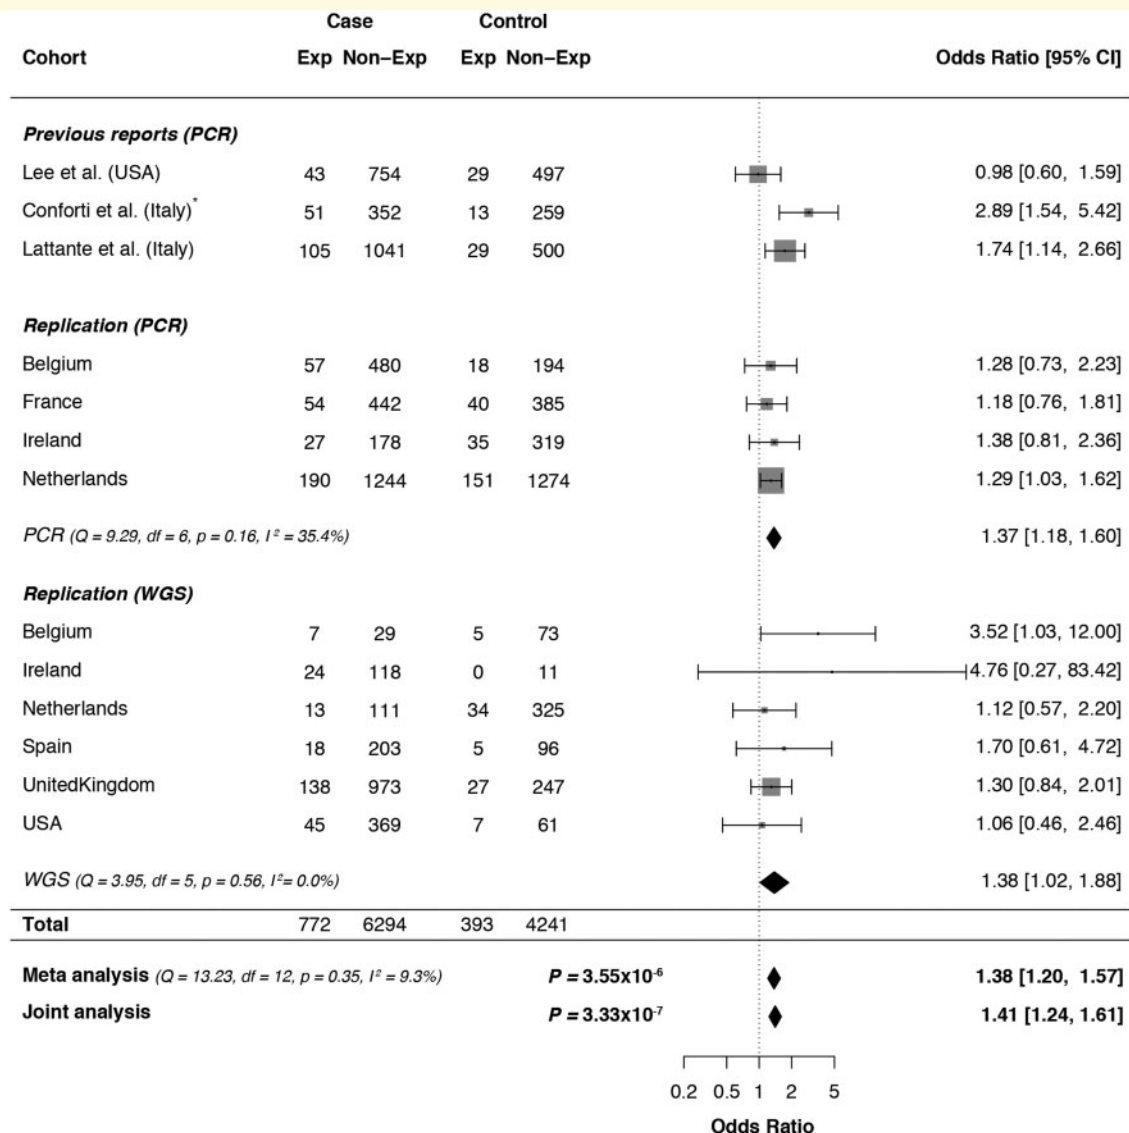 Case Control
Cohort Exp Non−Exp Exp Non−Exp Odds Ratio [95% CI]
Previous reports (PCR)
Lee et al. (USA) 43 754 29 497 0.98 [0.60, 1.59]
Conforti et al. (Italy)* 51 352 13 259 2.89 [1.54, 5.42]
Lattante et al. (Italy) 105 1041 29 500 1.74 [1.14, 2.66]
Replication (PCR)
Belgium 57 480 18 194 1.28 [0.73, 2.23]
France 54 442 40 385 1.18 [0.76, 1.81]
Ireland 27 178 35 319 1.38 [0.81, 2.36]
Netherlands 190 1244 151 1274 1.29 [1.03, 1.62]
PCR (Q = 9.29, df = 6, p = 0.16, I² = 35.4%) 1.37 [1.18, 1.60]
Replication (WGS)
Belgium 7 29 5 73 3.52 [1.03, 12.00]
Ireland 24 118 0 11 4.76 [0.27, 83.42]
Netherlands 13 111 34 325 1.12 [0.57, 2.20]
Spain 18 203 5 96 1.70 [0.61, 4.72]
UnitedKingdom 138 973 27 247 1.30 [0.84, 2.01]
USA 45 369 7 61 1.06 [0.46, 2.46]
WGS (Q = 3.95, df = 5, p = 0.56, I²= 0.0%) 1.38 [1.02, 1.88]
Total 772 6294 393 4241
Meta analysis (Q = 13.23, df = 12, p = 0.35, I² = 9.3%) P = 3.55x10⁻⁶ 1.38 [1.20, 1.57]
Joint analysis P = 3.33x10⁻⁷ 1.41 [1.24, 1.61]
0.2 0.5 1 2 5
Odds Ratio